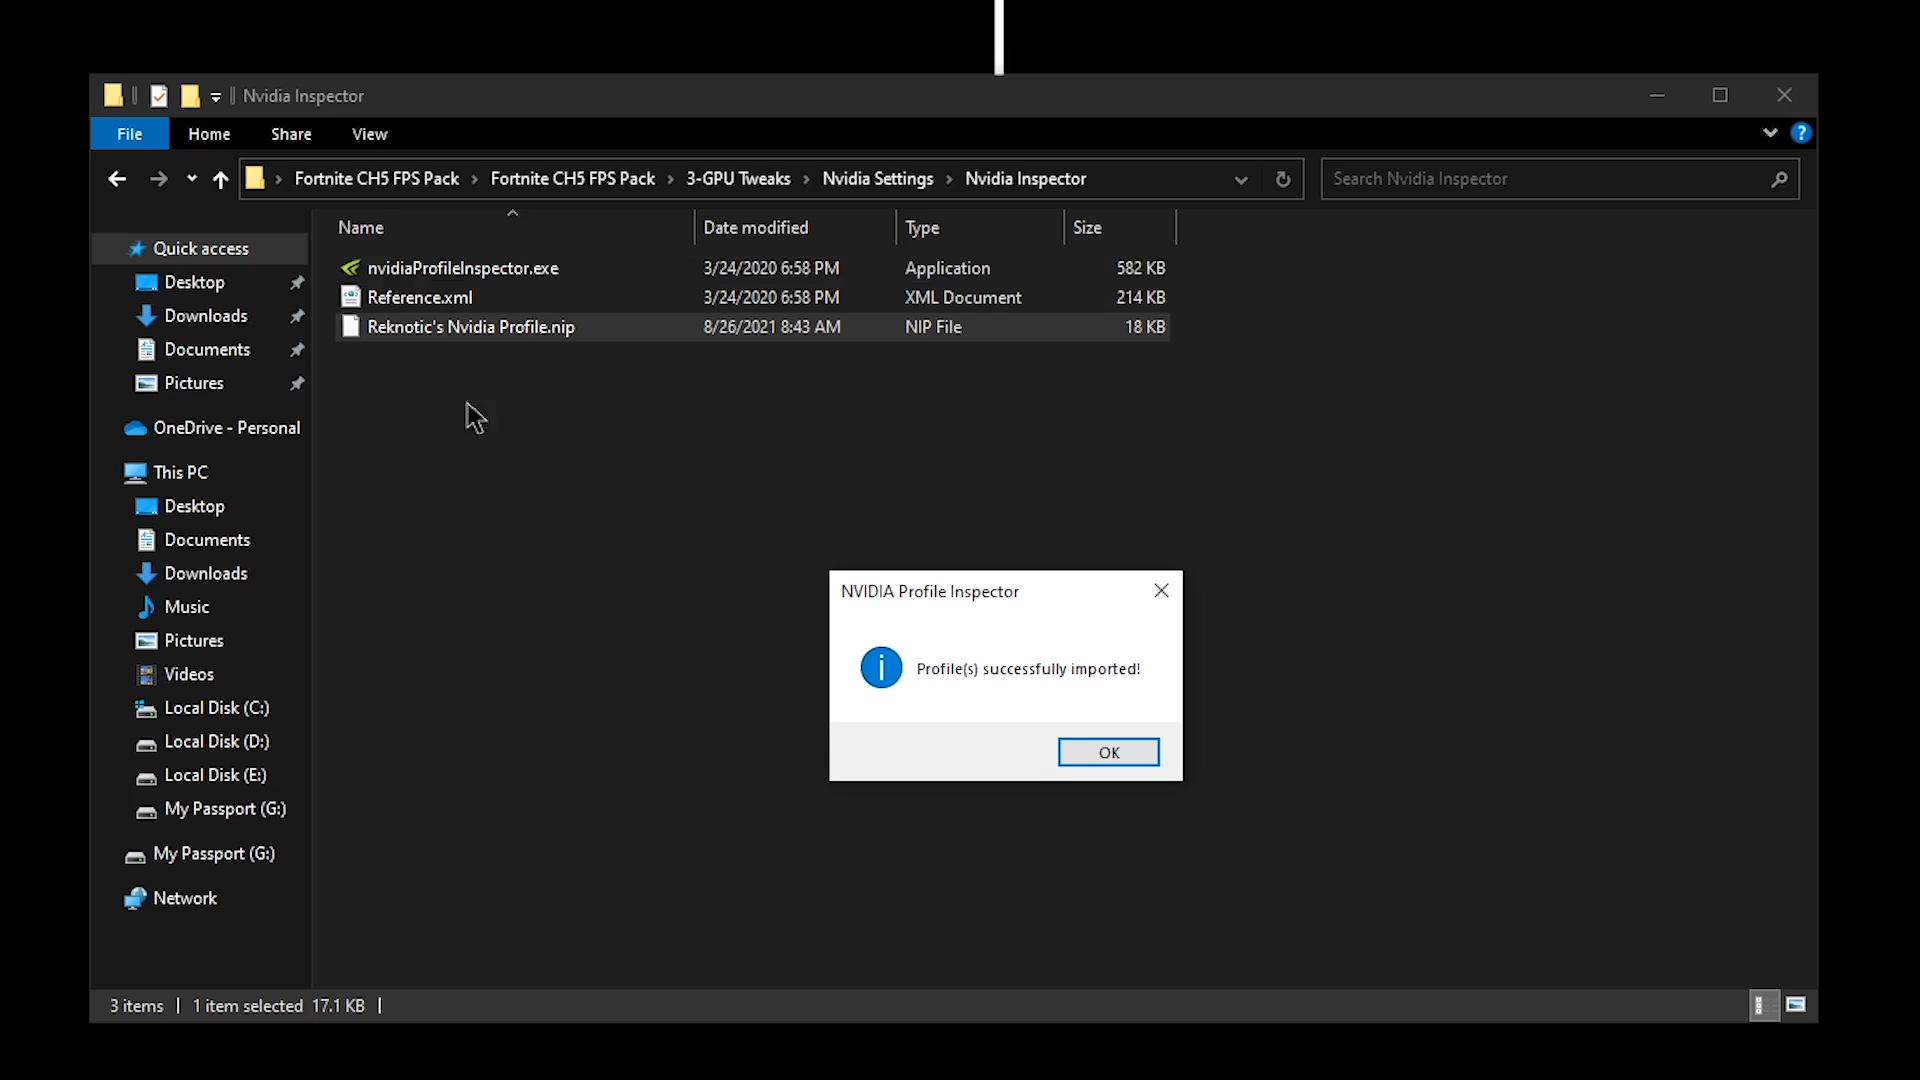 Nvidia Inspector
File Home Share View
Fortnite CH5 FPS Pack Fortnite CH5 FPS Pack 3-GPU Tweaks Nvidia Settings Nvidia Inspector Search Nvidia Inspector
Name Date modified Type Size
nvidiaProfileInspector.exe 3/24/2020 6:58 PM Application 582 KB
Reference.xml 3/24/2020 6:58 PM XML Document 214 KB
Reknotic's Nvidia Profile.nip 8/26/2021 8:43 AM NIP File 18 KB
Quick access
Desktop
Downloads
Documents
Pictures
OneDrive - Personal
This PC
Desktop
Documents
Downloads
Music
Pictures
Videos
Local Disk (C:)
Local Disk (D:)
Local Disk (E:)
My Passport (G:)
My Passport (G:)
Network
NVIDIA Profile Inspector
Profile(s) successfully imported!
OK
3 items 1 item selected 17.1 KB